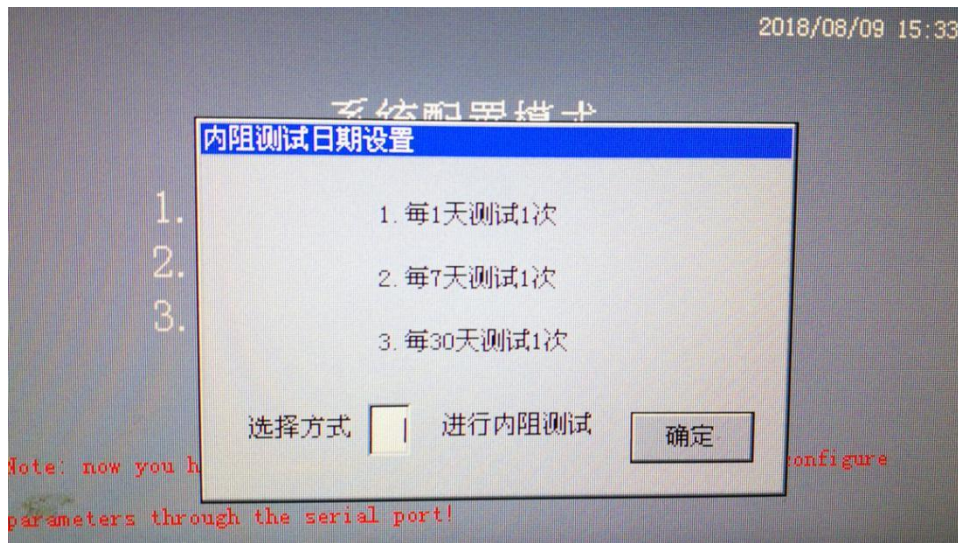 2018/08/09 15:33
内阻测试日期设置
1.
2.
3.
1.每1天测试1次
2.每7天测试1次
3.每30天测试1次
选择方式 进行内阻测试 确定
Note: now you h onfigure
parameters through the serial port!